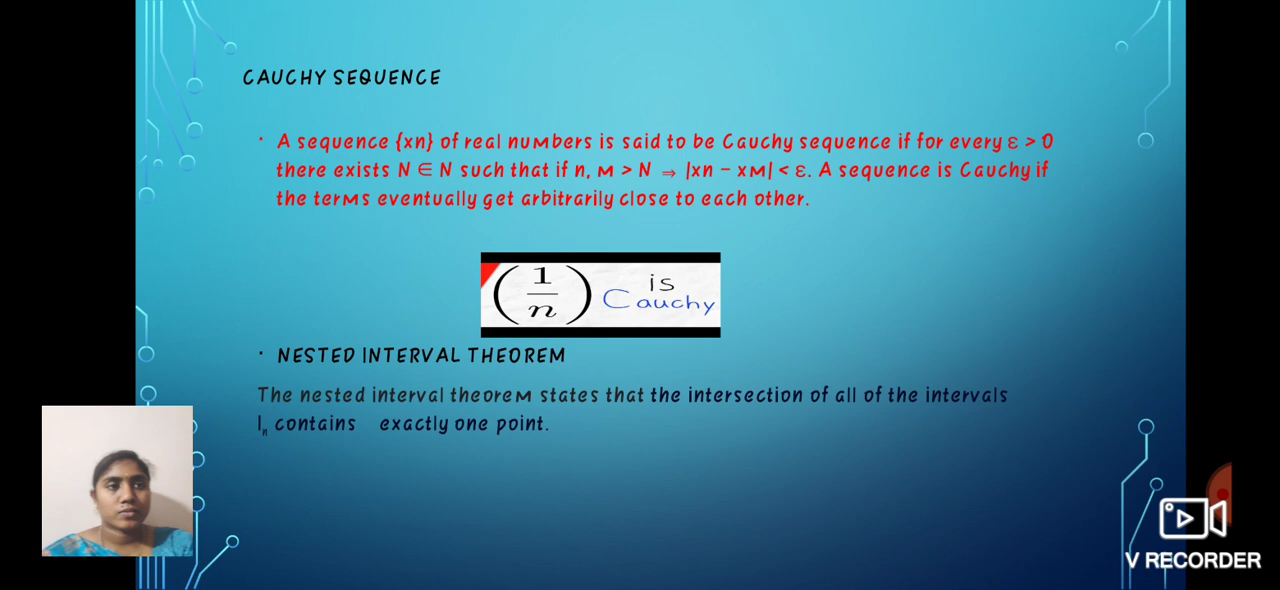 CAUCHY SEQUENCE
· A sequence {xn} of real numbers is said to be Cauchy sequence if for every ε > 0
there exists N ∈ N such that if n, m > N ⇒ |xn − xm| < ε. A sequence is Cauchy if
the terms eventually get arbitrarily close to each other.
(1/n) is Cauchy
· NESTED INTERVAL THEOREM
The nested interval theorem states that the intersection of all of the intervals
Iₙ contains exactly one point.
V RECORDER